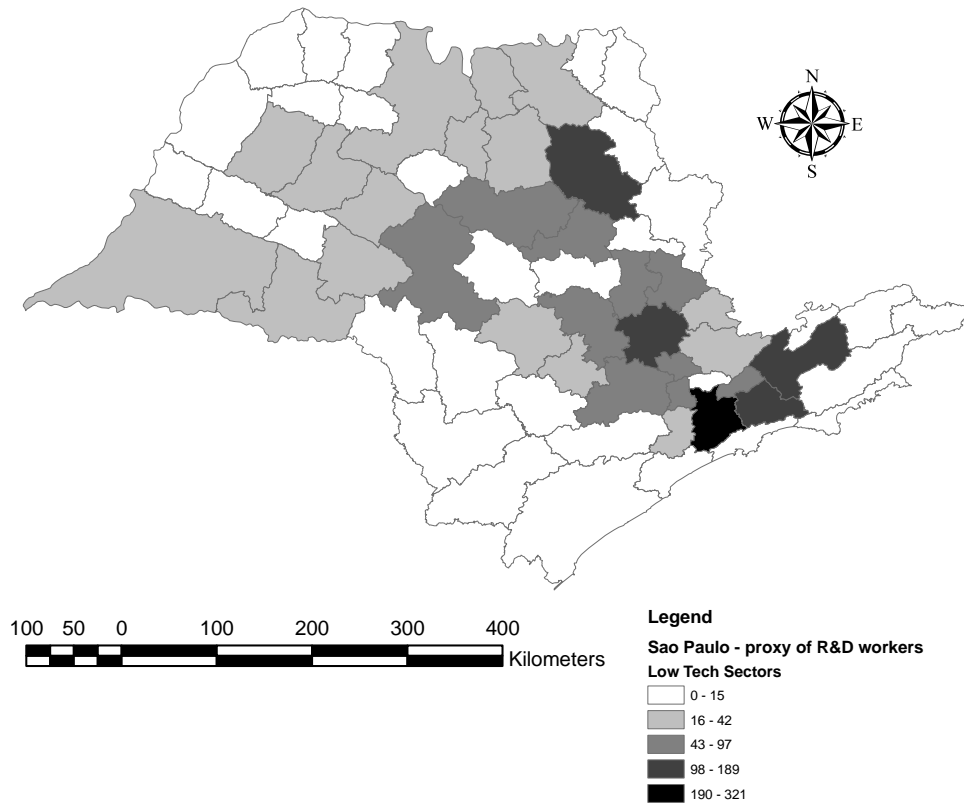 N
W E
S
100 50 0 100 200 300 400
Kilometers
Legend
Sao Paulo - proxy of R&D workers
Low Tech Sectors
0 - 15
16 - 42
43 - 97
98 - 189
190 - 321